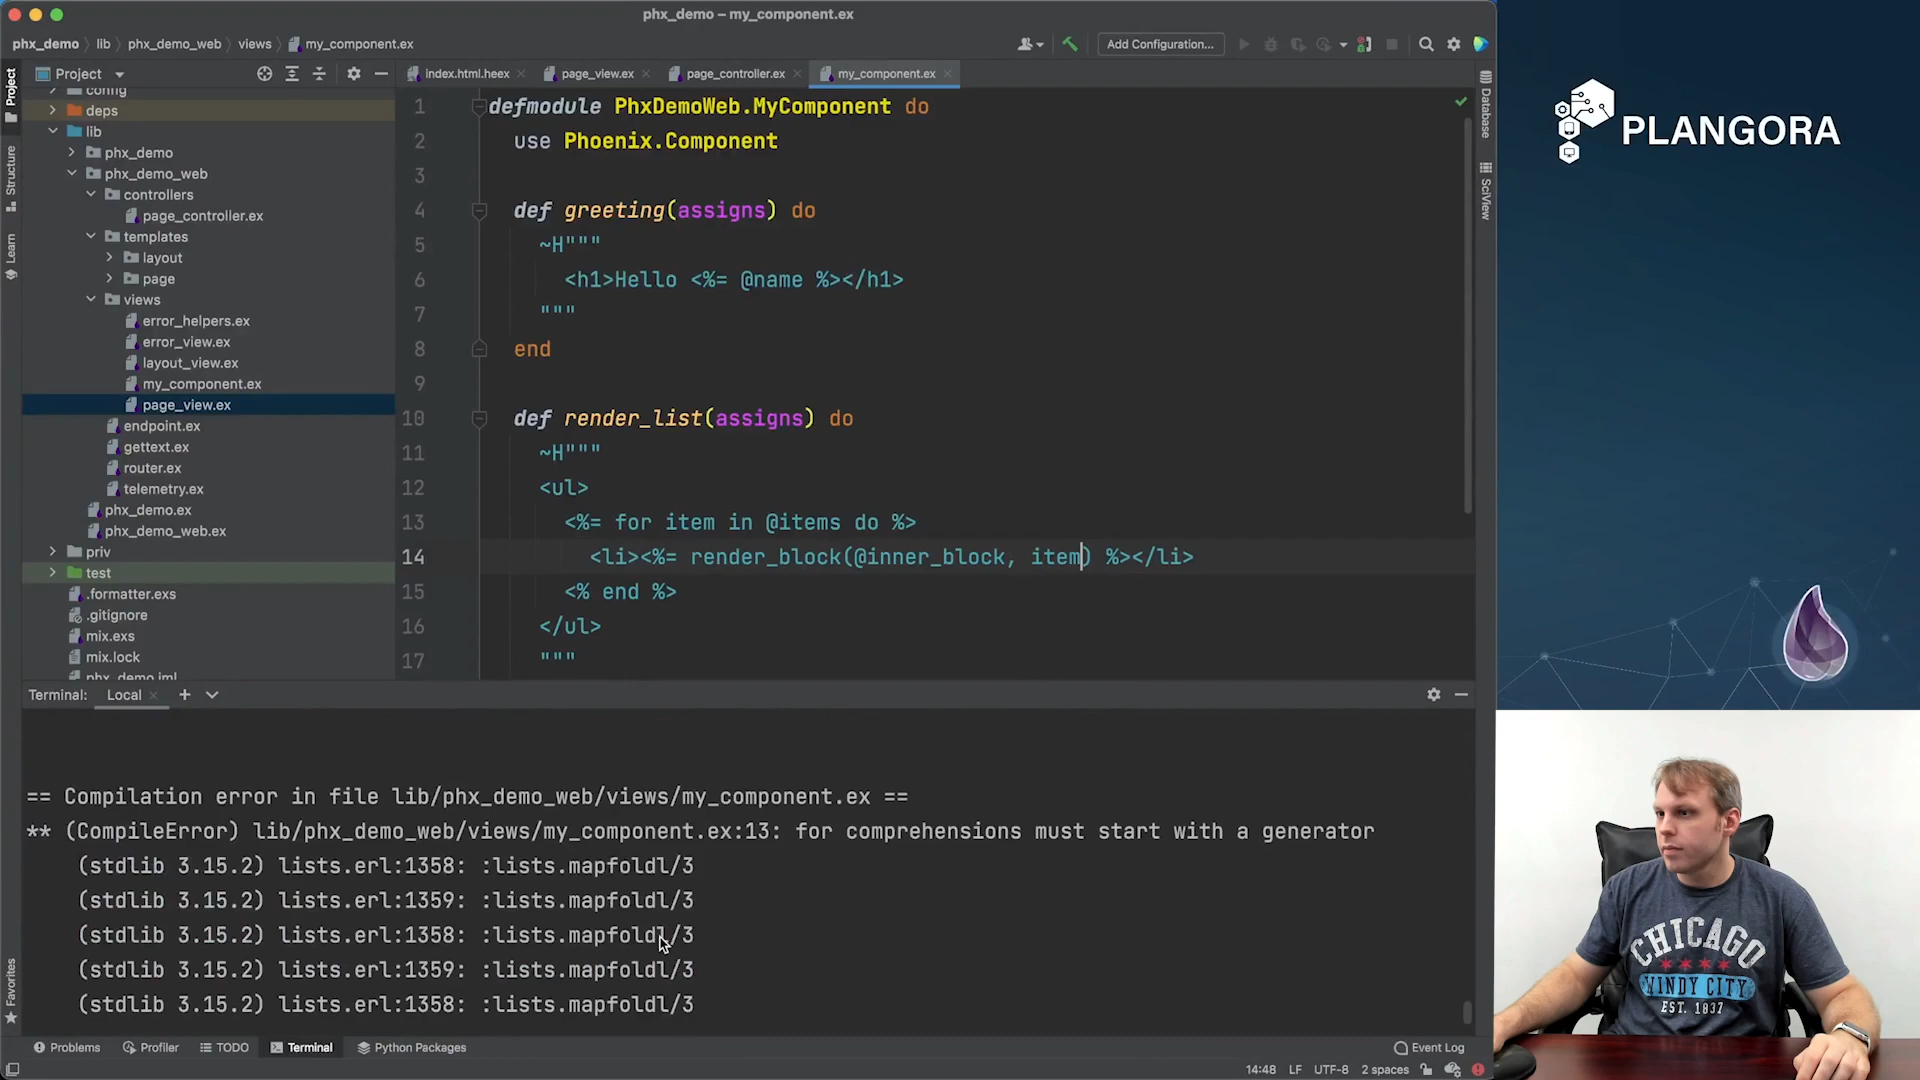 phx_demo – my_component.ex
phx_demo lib phx_demo_web views my_component.ex
Add Configuration...
Project
index.html.heex page_view.ex page_controller.ex my_component.ex
config
deps
lib
phx_demo
phx_demo_web
controllers
page_controller.ex
templates
layout
page
views
error_helpers.ex
error_view.ex
layout_view.ex
my_component.ex
page_view.ex
endpoint.ex
gettext.ex
router.ex
telemetry.ex
phx_demo.ex
phx_demo_web.ex
priv
test
.formatter.exs
.gitignore
mix.exs
mix.lock
phx_demo.iml
Project
Structure
Learn
Favorites
1 defmodule PhxDemoWeb.MyComponent do
2 use Phoenix.Component
3
4 def greeting(assigns) do
5 ~H"""
6 <h1>Hello <%= @name %></h1>
7 """
8 end
9
10 def render_list(assigns) do
11 ~H"""
12 <ul>
13 <%= for item in @items do %>
14 <li><%= render_block(@inner_block, item) %></li>
15 <% end %>
16 </ul>
17 """
Database
SciView
PLANGORA
Terminal: Local
== Compilation error in file lib/phx_demo_web/views/my_component.ex ==
** (CompileError) lib/phx_demo_web/views/my_component.ex:13: for comprehensions must start with a generator
(stdlib 3.15.2) lists.erl:1358: :lists.mapfoldl/3
(stdlib 3.15.2) lists.erl:1359: :lists.mapfoldl/3
(stdlib 3.15.2) lists.erl:1358: :lists.mapfoldl/3
(stdlib 3.15.2) lists.erl:1359: :lists.mapfoldl/3
(stdlib 3.15.2) lists.erl:1358: :lists.mapfoldl/3
CHICAGO
WINDY CITY
EST. 1837
Problems Profiler TODO Terminal Python Packages Event Log
14:48 LF UTF-8 2 spaces